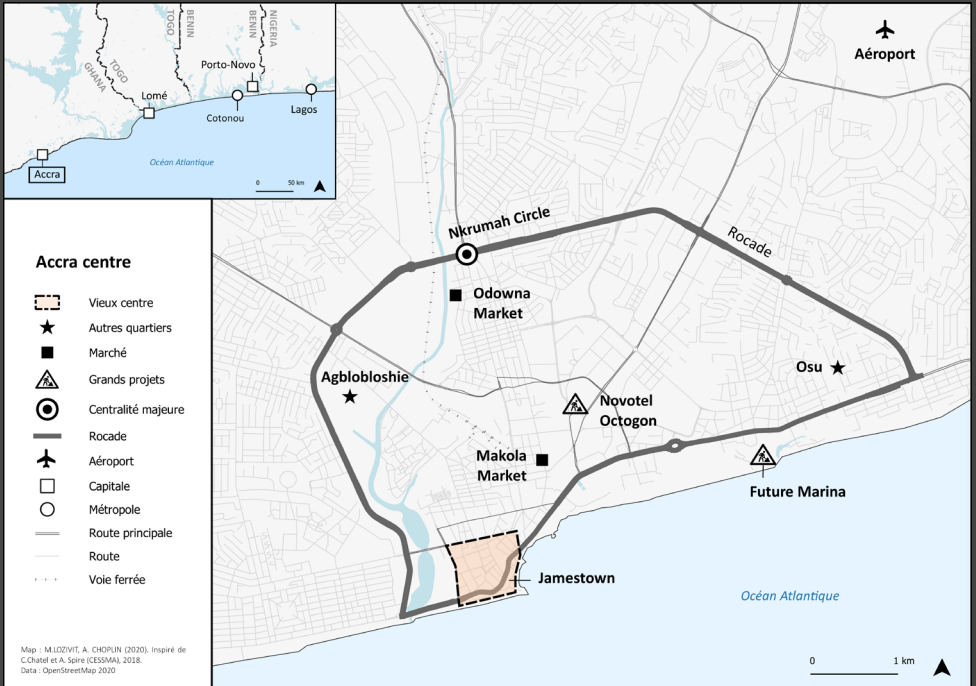 TOGO
BENIN
BENIN
NIGERIA
GHANA
TOGO
Porto-Novo
Lomé
Cotonou
Lagos
Océan Atlantique
Accra
0 50 km
Aéroport
Nkrumah Circle
Rocade
Odowna
Market
Agblobloshie
Osu
Novotel
Octogon
Makola
Market
Future Marina
Jamestown
Océan Atlantique
0 1 km
Accra centre
Vieux centre
Autres quartiers
Marché
Grands projets
Centralité majeure
Rocade
Aéroport
Capitale
Métropole
Route principale
Route
Voie ferrée
Map : M.LOZIVIT, A. CHOPLIN (2020). Inspiré de
C.Chatel et A. Spire (CESSMA), 2018.
Data : OpenStreetMap 2020